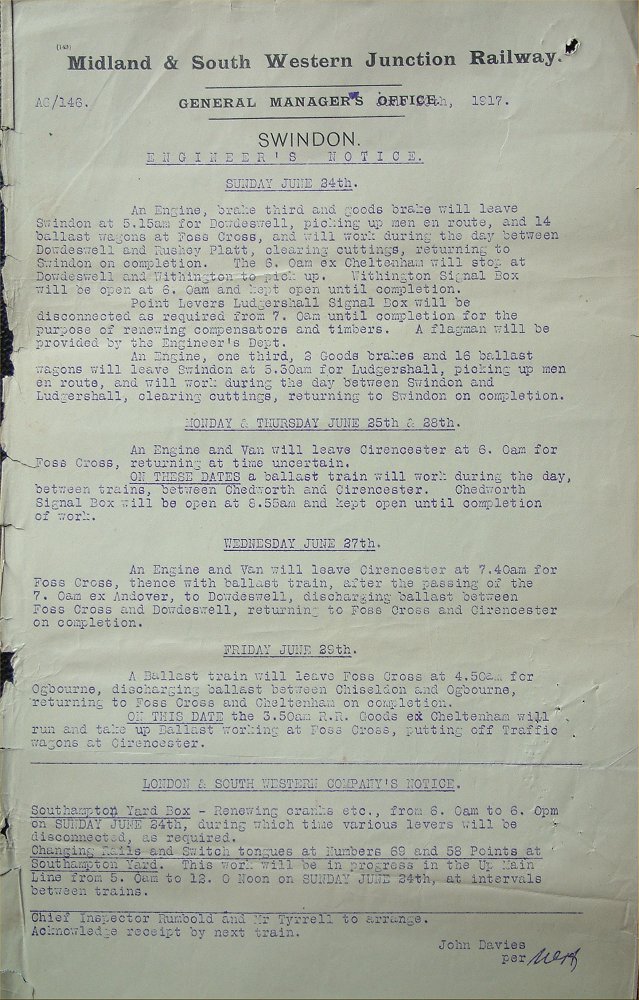 (149)
Midland & South Western Junction Railway.
AC/146. GENERAL MANAGER'S OFFICE, 1917.
SWINDON.
ENGINEER'S NOTICE.
SUNDAY JUNE 24th.
An Engine, brake third and goods brake will leave
Swindon at 5.15am for Dowdeswell, picking up men en route, and 14
ballast wagons at Foss Cross, and will work during the day between
Dowdeswell and Rushey Platt, clearing cuttings, returning to
Swindon on completion. The 6. 0am ex Cheltenham will stop at
Dowdeswell and Withington to pick up. Withington Signal Box
will be open at 6. 0am and kept open until completion.
Point Levers Ludgershall Signal Box will be
disconnected as required from 7. 0am until completion for the
purpose of renewing compensators and timbers. A flagman will be
provided by the Engineer's Dept.
An Engine, one third, 2 Goods brakes and 16 ballast
wagons will leave Swindon at 5.30am for Ludgershall, picking up men
en route, and will work during the day between Swindon and
Ludgershall, clearing cuttings, returning to Swindon on completion.
MONDAY & THURSDAY JUNE 25th & 28th.
An Engine and Van will leave Cirencester at 6. 0am for
Foss Cross, returning at time uncertain.
ON THESE DATES a ballast train will work during the day,
between trains, between Chedworth and Cirencester. Chedworth
Signal Box will be open at 6.55am and kept open until completion
of work.
WEDNESDAY JUNE 27th.
An Engine and Van will leave Cirencester at 7.40am for
Foss Cross, thence with ballast train, after the passing of the
7. 0am ex Andover, to Dowdeswell, discharging ballast between
Foss Cross and Dowdeswell, returning to Foss Cross and Cirencester
on completion.
FRIDAY JUNE 29th.
A Ballast train will leave Foss Cross at 4.50am for
Ogbourne, discharging ballast between Chiseldon and Ogbourne,
returning to Foss Cross and Cheltenham on completion.
ON THIS DATE the 3.50am R.R. Goods ex Cheltenham will
run and take up Ballast working at Foss Cross, putting off Traffic
wagons at Cirencester.
LONDON & SOUTH WESTERN COMPANY'S NOTICE.
Southampton Yard Box - Renewing cranks etc., from 6. 0am to 6. 0pm
on SUNDAY JUNE 24th, during which time various levers will be
disconnected, as required.
Changing Rails and Switch tongues at Numbers 69 and 58 Points at
Southampton Yard. This work will be in progress in the Up Main
Line from 5. 0am to 12. 0 Noon on SUNDAY JUNE 24th, at intervals
between trains.
Chief Inspector Rumbold and Mr Tyrrell to arrange.
Acknowledge receipt by next train.
John Davies
per